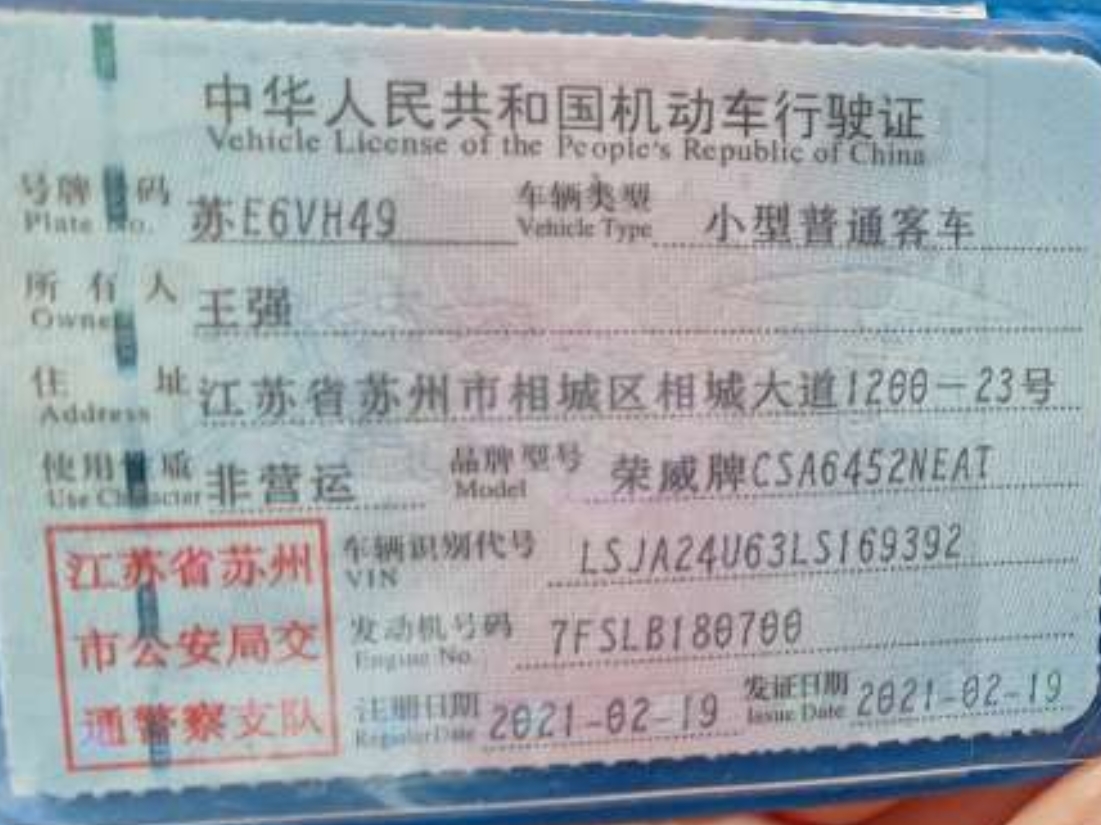 中华人民共和国机动车行驶证
Vehicle License of the People's Republic of China
号牌号码 苏E6VH49 车辆类型 小型普通客车
Plate No. Vehicle Type
所有人 王强
Owner
住址 江苏省苏州市相城区相城大道1200-23号
Address
使用性质 非营运 品牌型号 荣威牌CSA6452NEAT
Use Character Model
江苏省苏州
市公安局交
通警察支队
车辆识别代号 LSJA24U63LS169392
VIN
发动机号码 7FSLB180700
Engine No.
注册日期 2021-02-19 发证日期 2021-02-19
Register Date Issue Date